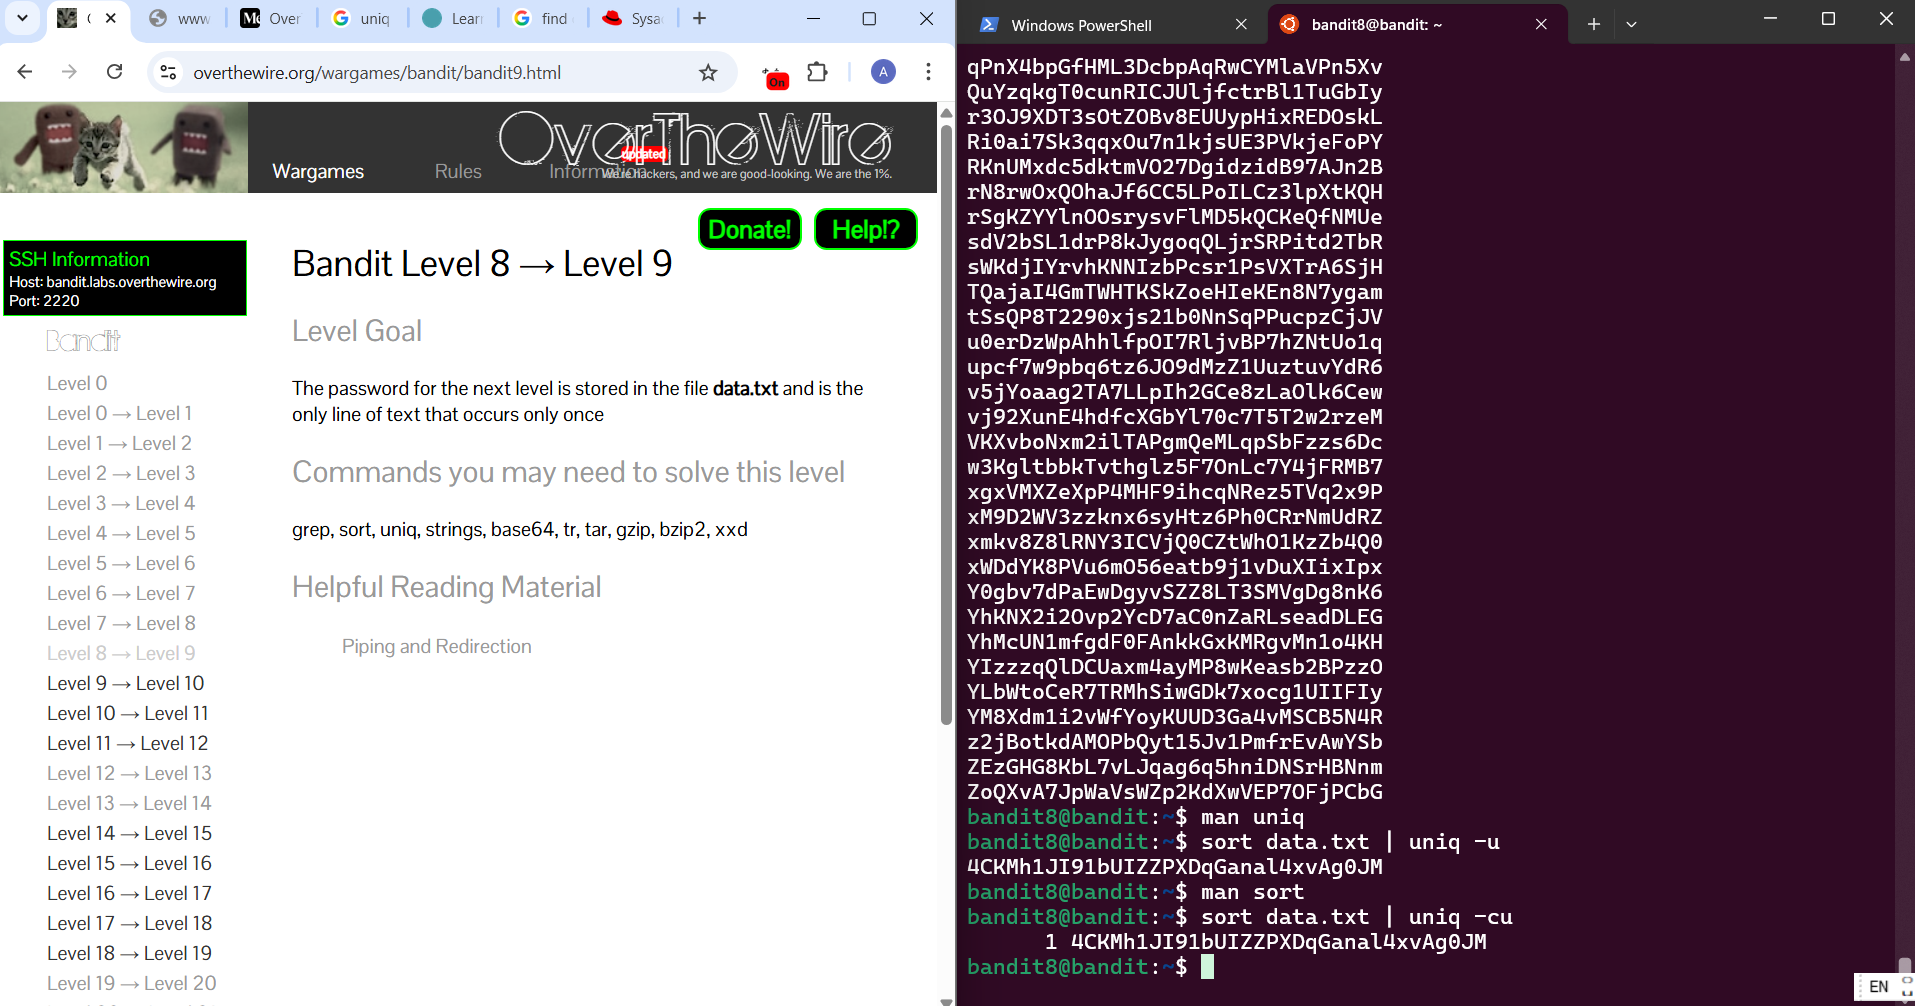 www
Over
uniq
Lear
find
Sysa
overthewire.org/wargames/bandit/bandit9.html
On
A
OverTheWire
updated
We're hackers, and we are good-looking. We are the 1%.
Wargames
Rules
Information
Donate!
Help!?
SSH Information
Host: bandit.labs.overthewire.org
Port: 2220
Bandit
Level 0
Level 0 → Level 1
Level 1 → Level 2
Level 2 → Level 3
Level 3 → Level 4
Level 4 → Level 5
Level 5 → Level 6
Level 6 → Level 7
Level 7 → Level 8
Level 8 → Level 9
Level 9 → Level 10
Level 10 → Level 11
Level 11 → Level 12
Level 12 → Level 13
Level 13 → Level 14
Level 14 → Level 15
Level 15 → Level 16
Level 16 → Level 17
Level 17 → Level 18
Level 18 → Level 19
Level 19 → Level 20
Bandit Level 8 → Level 9
Level Goal
The password for the next level is stored in the file data.txt and is the
only line of text that occurs only once
Commands you may need to solve this level
grep, sort, uniq, strings, base64, tr, tar, gzip, bzip2, xxd
Helpful Reading Material
Piping and Redirection
Windows PowerShell
bandit8@bandit: ~
qPnX4bpGfHML3DcbpAqRwCYMlaVPn5Xv
QuYzqkgT0cunRICJUljfctrBl1TuGbIy
r3OJ9XDT3sOtZOBv8EUUypHixREDOskL
Ri0ai7Sk3qqxOu7n1kjsUE3PVkjeFoPY
RKnUMxdc5dktmVO27DgidzidB97AJn2B
rN8rwOxQOhaJf6CC5LPoILCz3lpXtKQH
rSgKZYYlnOOsrysvFlMD5kQCKeQfNMUe
sdV2bSL1drP8kJygoqQLjrSRPitd2TbR
sWKdjIYrvhKNNIzbPcsr1PsVXTrA6SjH
TQajaI4GmTWHTKSkZoeHIeKEn8N7ygam
tSsQP8T2290xjs21b0NnSqPPucpzCjJV
u0erDzWpAhhlfpOI7RljvBP7hZNtUo1q
upcf7w9pbq6tz6JO9dMzZ1UuztuvYdR6
v5jYoaag2TA7LLpIh2GCe8zLaOlk6Cew
vj92XunE4hdfcXGbYl70c7T5T2w2rzeM
VKXvboNxm2ilTAPgmQeMLqpSbFzzs6Dc
w3KgltbbkTvthglz5F7OnLc7Y4jFRMB7
xgxVMXZeXpP4MHF9ihcqNRez5TVq2x9P
xM9D2WV3zzknx6syHtz6Ph0CRrNmUdRZ
xmkv8Z8lRNY3ICVjQ0CZtWhO1KzZb4Q0
xWDdYK8PVu6mO56eatb9j1vDuXIixIpx
Y0gbv7dPaEwDgyvSZZ8LT3SMVgDg8nK6
YhKNX2i2Ovp2YcD7aC0nZaRLseadDLEG
YhMcUN1mfgdF0FAnkkGxKMRgvMn1o4KH
YIzzzqQlDCUaxm4ayMP8wKeasb2BPzzO
YLbWtoCeR7TRMhSiwGDk7xocg1UIIFIy
YM8Xdm1i2vWfYoyKUUD3Ga4vMSCB5N4R
z2jBotkdAMOPbQyt15Jv1PmfrEvAwYSb
ZEzGHG8KbL7vLJqag6q5hniDNSrHBNnm
ZoQXvA7JpWaVsWZp2KdXwVEP7OFjPCbG
bandit8@bandit:~$ man uniq
bandit8@bandit:~$ sort data.txt | uniq -u
4CKMh1JI91bUIZZPXDqGanal4xvAg0JM
bandit8@bandit:~$ man sort
bandit8@bandit:~$ sort data.txt | uniq -cu
1 4CKMh1JI91bUIZZPXDqGanal4xvAg0JM
bandit8@bandit:~$
EN